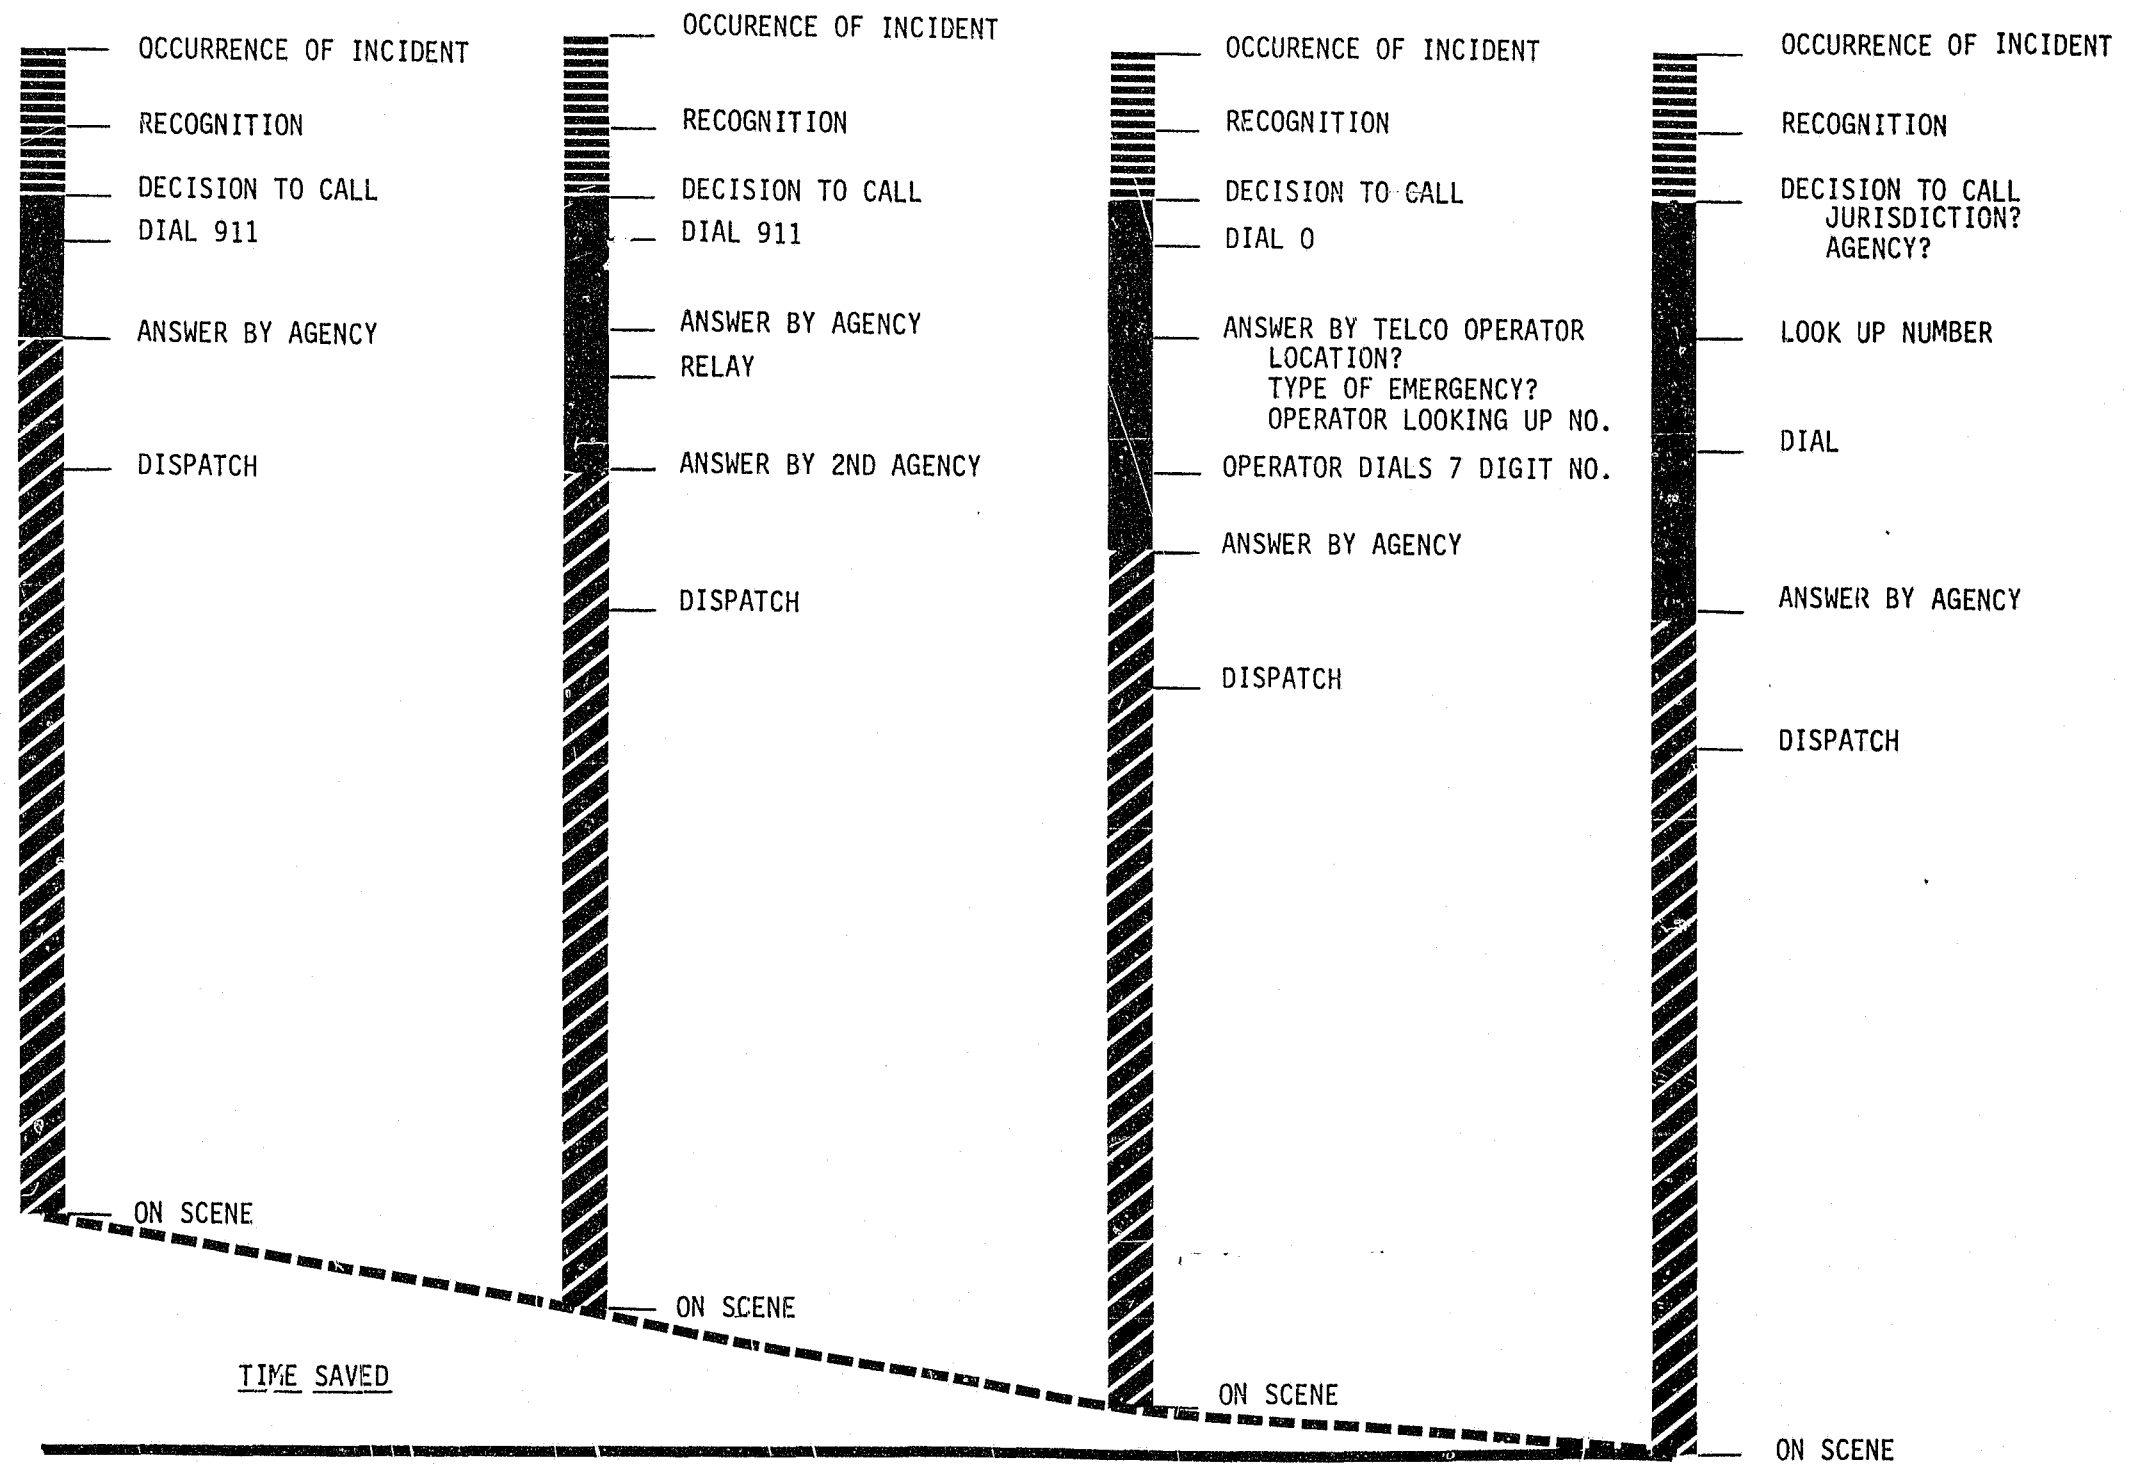 OCCURRENCE OF INCIDENT
RECOGNITION
DECISION TO CALL
DIAL 911
ANSWER BY AGENCY
DISPATCH
ON SCENE
OCCURENCE OF INCIDENT
RECOGNITION
DECISION TO CALL
DIAL 911
ANSWER BY AGENCY
RELAY
ANSWER BY 2ND AGENCY
DISPATCH
ON SCENE
OCCURENCE OF INCIDENT
RECOGNITION
DECISION TO CALL
DIAL 0
ANSWER BY TELCO OPERATOR
LOCATION?
TYPE OF EMERGENCY?
OPERATOR LOOKING UP NO.
OPERATOR DIALS 7 DIGIT NO.
ANSWER BY AGENCY
DISPATCH
ON SCENE
OCCURRENCE OF INCIDENT
RECOGNITION
DECISION TO CALL
JURISDICTION?
AGENCY?
LOOK UP NUMBER
DIAL
ANSWER BY AGENCY
DISPATCH
ON SCENE
TIME SAVED